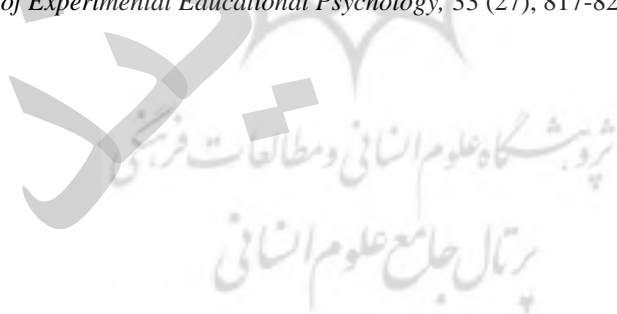 of Experimental Educational Psychology, 33 (27), 817-82
پژوهشگاه علوم انسانی و مطالعات فرهنگی
پرتال جامع علوم انسانی